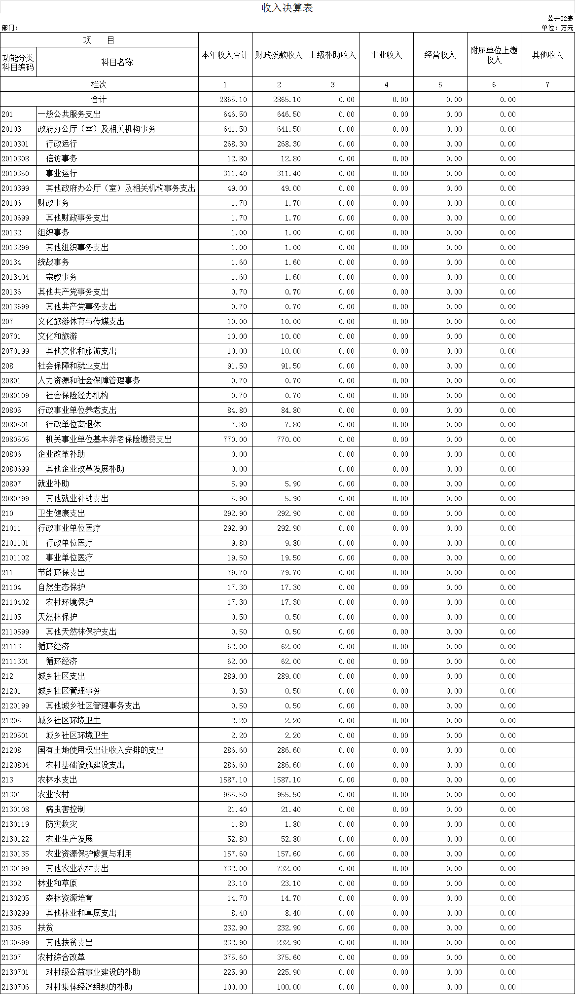 收入决算表
公开02表
部门： 单位：万元
项 目 本年收入合计 财政拨款收入 上级补助收入 事业收入 经营收入 附属单位上缴收入 其他收入
功能分类科目编码 科目名称
栏次 1 2 3 4 5 6 7
合计 2865.10 2865.10 0.00 0.00 0.00 0.00
201 一般公共服务支出 646.50 646.50 0.00 0.00 0.00 0.00
20103 政府办公厅（室）及相关机构事务 641.50 641.50 0.00 0.00 0.00 0.00
2010301 行政运行 268.30 268.30 0.00 0.00 0.00 0.00
2010308 信访事务 12.80 12.80 0.00 0.00 0.00 0.00
2010350 事业运行 311.40 311.40 0.00 0.00 0.00 0.00
2010399 其他政府办公厅（室）及相关机构事务支出 49.00 49.00 0.00 0.00 0.00 0.00
20106 财政事务 1.70 1.70 0.00 0.00 0.00 0.00
2010699 其他财政事务支出 1.70 1.70 0.00 0.00 0.00 0.00
20132 组织事务 1.00 1.00 0.00 0.00 0.00 0.00
2013299 其他组织事务支出 1.00 1.00 0.00 0.00 0.00 0.00
20134 统战事务 1.60 1.60 0.00 0.00 0.00 0.00
2013404 宗教事务 1.60 1.60 0.00 0.00 0.00 0.00
20136 其他共产党事务支出 0.70 0.70 0.00 0.00 0.00 0.00
2013699 其他共产党事务支出 0.70 0.70 0.00 0.00 0.00 0.00
207 文化旅游体育与传媒支出 10.00 10.00 0.00 0.00 0.00 0.00
20701 文化和旅游 10.00 10.00 0.00 0.00 0.00 0.00
2070199 其他文化和旅游支出 10.00 10.00 0.00 0.00 0.00 0.00
208 社会保障和就业支出 91.50 91.50 0.00 0.00 0.00 0.00
20801 人力资源和社会保障管理事务 0.70 0.70 0.00 0.00 0.00 0.00
2080109 社会保险经办机构 0.70 0.70 0.00 0.00 0.00 0.00
20805 行政事业单位养老支出 84.80 84.80 0.00 0.00 0.00 0.00
2080501 行政单位离退休 7.80 7.80 0.00 0.00 0.00 0.00
2080505 机关事业单位基本养老保险缴费支出 770.00 770.00 0.00 0.00 0.00 0.00
20806 企业改革补助 0.00 0.00 0.00 0.00 0.00
2080699 其他企业改革发展补助 0.00 0.00 0.00 0.00 0.00
20807 就业补助 5.90 5.90 0.00 0.00 0.00 0.00
2080799 其他就业补助支出 5.90 5.90 0.00 0.00 0.00 0.00
210 卫生健康支出 292.90 292.90 0.00 0.00 0.00 0.00
21011 行政事业单位医疗 292.90 292.90 0.00 0.00 0.00 0.00
2101101 行政单位医疗 9.80 9.80 0.00 0.00 0.00 0.00
2101102 事业单位医疗 19.50 19.50 0.00 0.00 0.00 0.00
211 节能环保支出 79.70 79.70 0.00 0.00 0.00 0.00
21104 自然生态保护 17.30 17.30 0.00 0.00 0.00 0.00
2110402 农村环境保护 17.30 17.30 0.00 0.00 0.00 0.00
21105 天然林保护 0.50 0.50 0.00 0.00 0.00 0.00
2110599 其他天然林保护支出 0.50 0.50 0.00 0.00 0.00 0.00
21113 循环经济 62.00 62.00 0.00 0.00 0.00 0.00
2111301 循环经济 62.00 62.00 0.00 0.00 0.00 0.00
212 城乡社区支出 289.00 289.00 0.00 0.00 0.00 0.00
21201 城乡社区管理事务 0.50 0.50 0.00 0.00 0.00 0.00
2120199 其他城乡社区管理事务支出 0.50 0.50 0.00 0.00 0.00 0.00
21205 城乡社区环境卫生 2.20 2.20 0.00 0.00 0.00 0.00
2120501 城乡社区环境卫生 2.20 2.20 0.00 0.00 0.00 0.00
21208 国有土地使用权出让收入安排的支出 286.60 286.60 0.00 0.00 0.00 0.00
2120804 农村基础设施建设支出 286.60 286.60 0.00 0.00 0.00 0.00
213 农林水支出 1587.10 1587.10 0.00 0.00 0.00 0.00
21301 农业农村 955.50 955.50 0.00 0.00 0.00 0.00
2130108 病虫害控制 21.40 21.40 0.00 0.00 0.00 0.00
2130119 防灾救灾 1.80 1.80 0.00 0.00 0.00 0.00
2130122 农业生产发展 52.80 52.80 0.00 0.00 0.00 0.00
2130135 农业资源保护修复与利用 157.60 157.60 0.00 0.00 0.00 0.00
2130199 其他农业农村支出 732.00 732.00 0.00 0.00 0.00 0.00
21302 林业和草原 23.10 23.10 0.00 0.00 0.00 0.00
2130205 森林资源培育 14.70 14.70 0.00 0.00 0.00 0.00
2130299 其他林业和草原支出 8.40 8.40 0.00 0.00 0.00 0.00
21305 扶贫 232.90 232.90 0.00 0.00 0.00 0.00
2130599 其他扶贫支出 232.90 232.90 0.00 0.00 0.00 0.00
21307 农村综合改革 375.60 375.60 0.00 0.00 0.00 0.00
2130701 对村级公益事业建设的补助 225.90 225.90 0.00 0.00 0.00 0.00
2130706 对村集体经济组织的补助 100.00 100.00 0.00 0.00 0.00 0.00